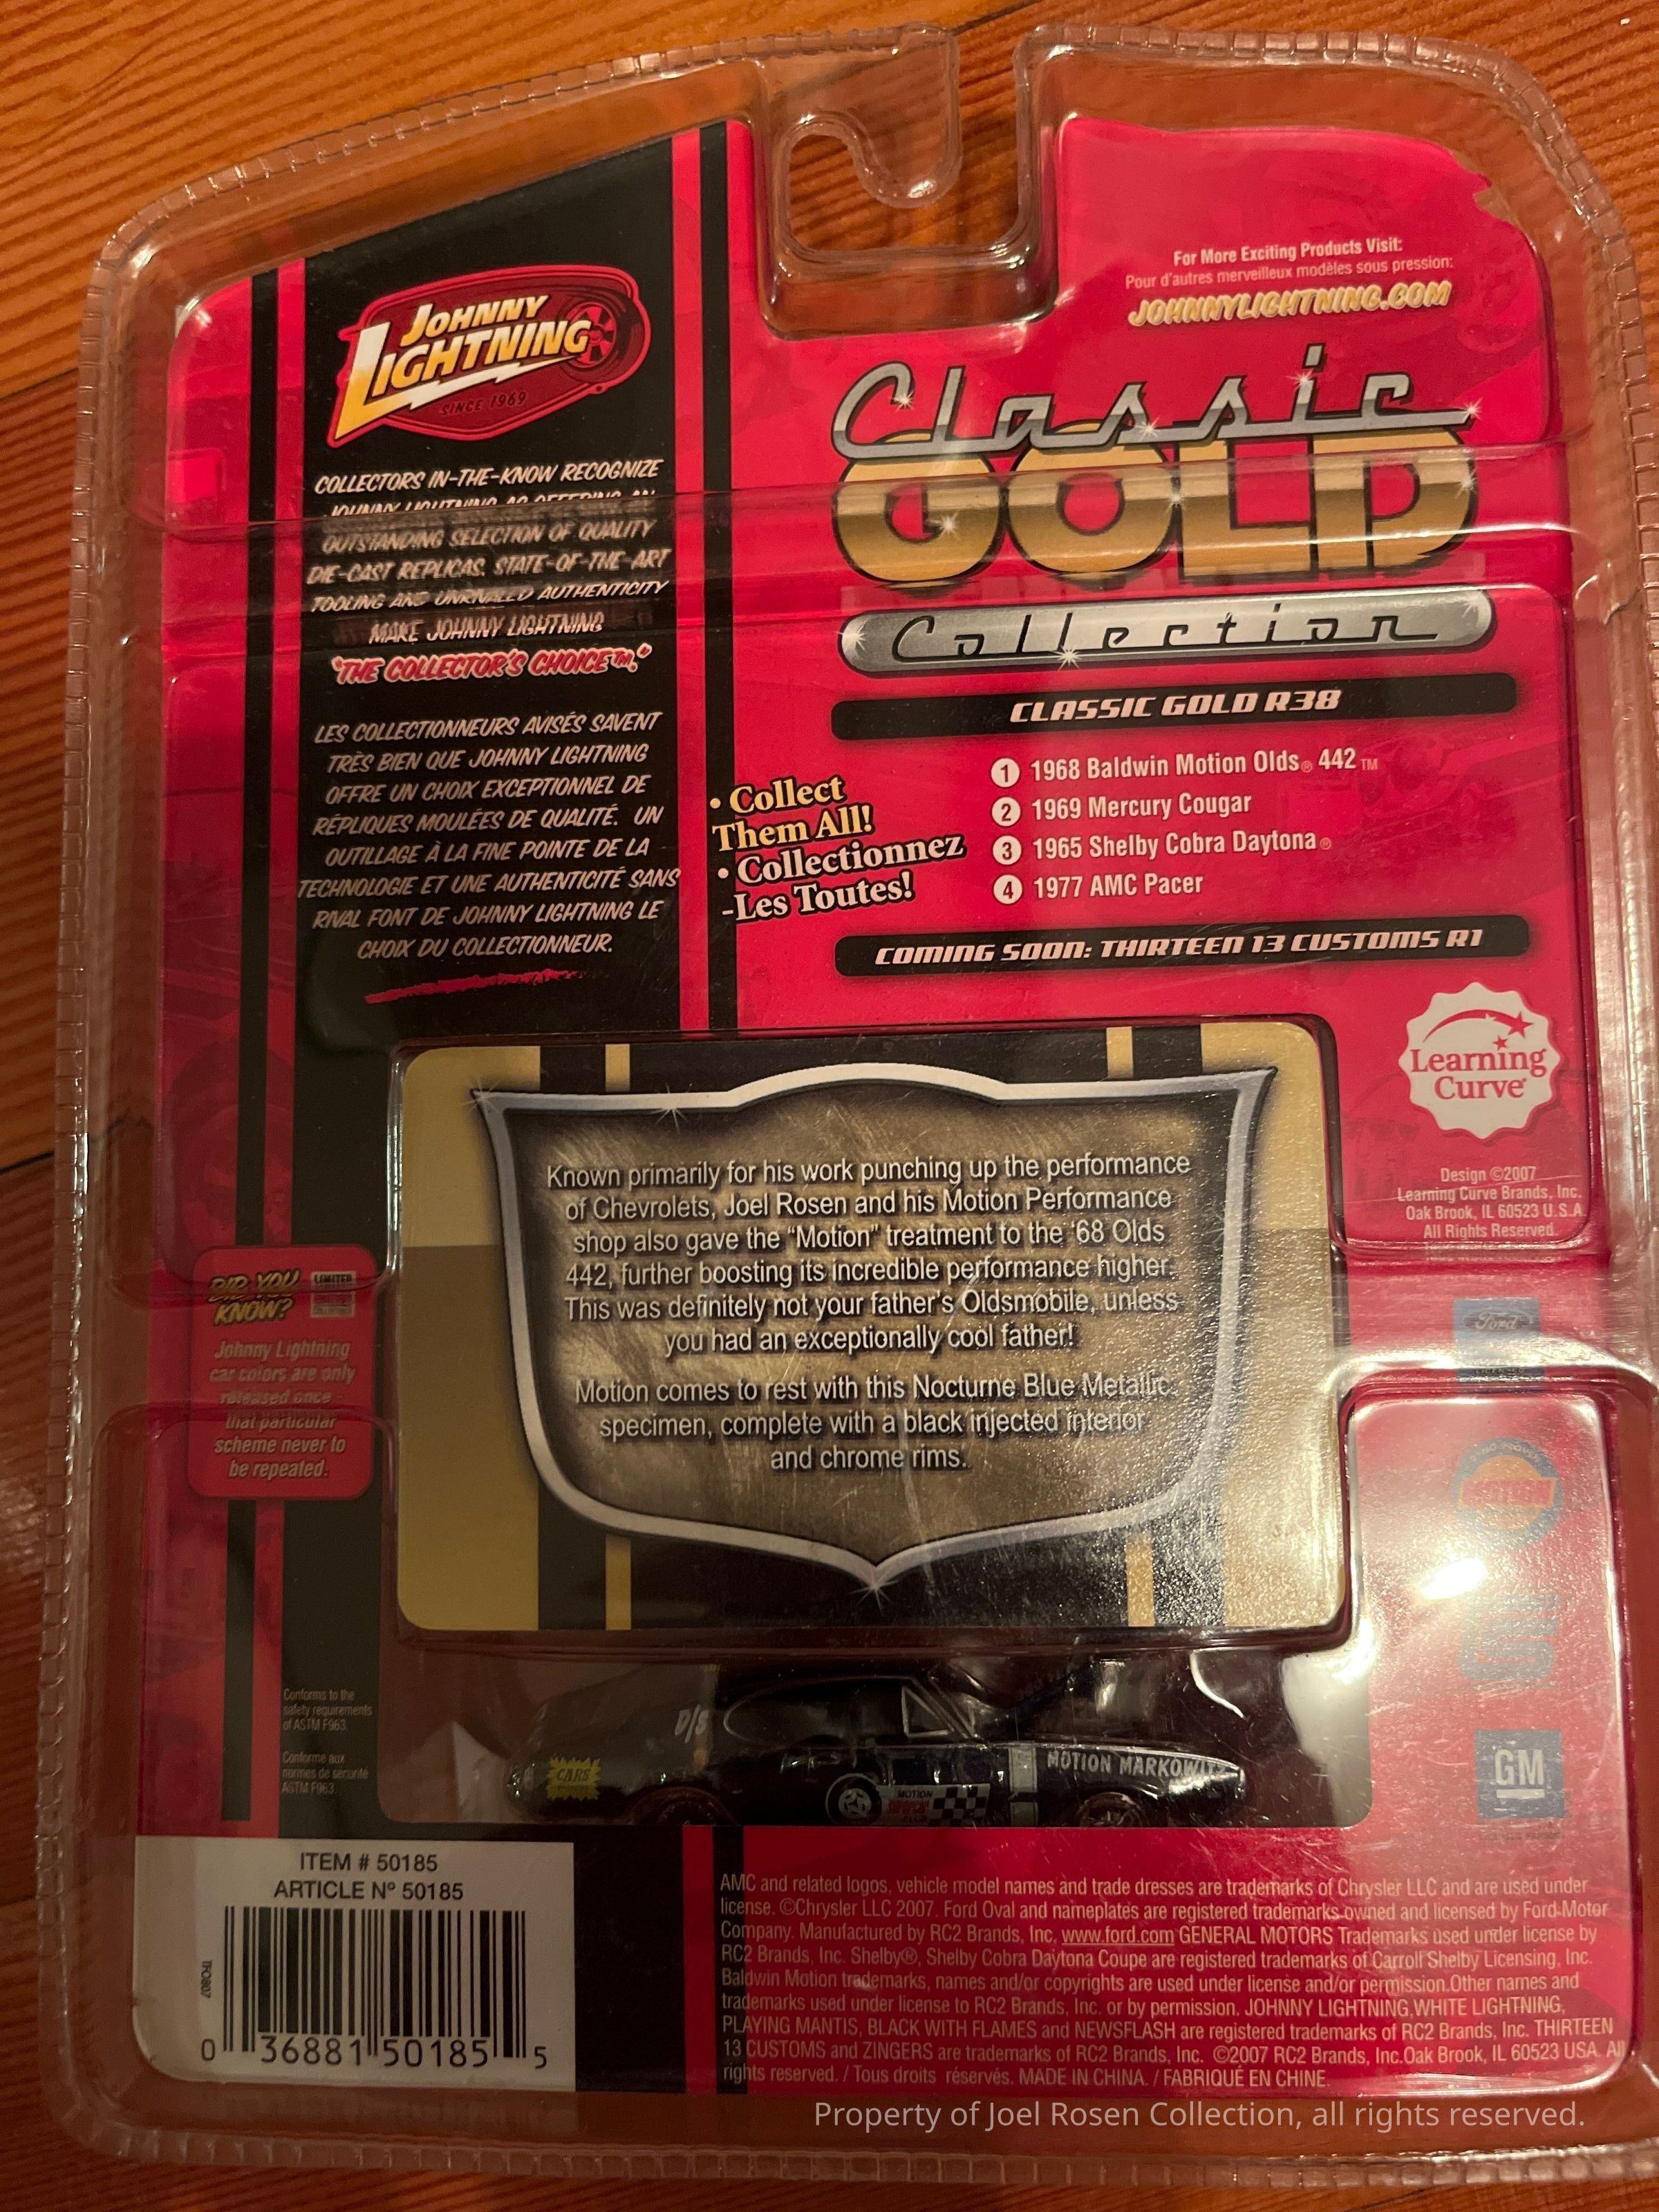 For More Exciting Products Visit:
Pour d'autres merveilleux modèles sous pression:
JOHNNYLIGHTNING.COM
JOHNNY
LIGHTNING
SINCE 1969
Classic
GOLD
Collection
COLLECTORS IN-THE-KNOW RECOGNIZE
JOHNNY LIGHTNING AS OFFERING AN
OUTSTANDING SELECTION OF QUALITY
DIE-CAST REPLICAS. STATE-OF-THE-ART
TOOLING AND UNRIVALED AUTHENTICITY
MAKE JOHNNY LIGHTNING
"THE COLLECTOR'S CHOICE™."
LES COLLECTIONNEURS AVISÉS SAVENT
TRÈS BIEN QUE JOHNNY LIGHTNING
OFFRE UN CHOIX EXCEPTIONNEL DE
RÉPLIQUES MOULÉES DE QUALITÉ. UN
OUTILLAGE À LA FINE POINTE DE LA
TECHNOLOGIE ET UNE AUTHENTICITÉ SANS
RIVAL FONT DE JOHNNY LIGHTNING LE
CHOIX DU COLLECTIONNEUR.
CLASSIC GOLD R38
• Collect
Them All!
• Collectionnez
-Les Toutes!
1 1968 Baldwin Motion Olds® 442™
2 1969 Mercury Cougar
3 1965 Shelby Cobra Daytona®
4 1977 AMC Pacer
COMING SOON: THIRTEEN 13 CUSTOMS R1
Learning
Curve®
Design ©2007
Learning Curve Brands, Inc.
Oak Brook, IL 60523 U.S.A.
All Rights Reserved.
Known primarily for his work punching up the performance
of Chevrolets, Joel Rosen and his Motion Performance
shop also gave the "Motion" treatment to the '68 Olds
442, further boosting its incredible performance higher.
This was definitely not your father's Oldsmobile, unless
you had an exceptionally cool father!
Motion comes to rest with this Nocturne Blue Metallic
specimen, complete with a black injected interior
and chrome rims.
DID YOU
KNOW?
LIMITED
Johnny Lightning
car colors are only
released once -
that particular
scheme never to
be repeated.
Ford
GM
Conforms to the
safety requirements
of ASTM F963.
Conforme aux
normes de sécurité
ASTM F963.
D/S
CARS
MOTION
MOTION MARKOWITZ
ITEM # 50185
ARTICLE Nº 50185
0 36881 50185 5
AMC and related logos, vehicle model names and trade dresses are trademarks of Chrysler LLC and are used under
license. ©Chrysler LLC 2007. Ford Oval and nameplates are registered trademarks owned and licensed by Ford Motor
Company. Manufactured by RC2 Brands, Inc. www.ford.com GENERAL MOTORS Trademarks used under license by
RC2 Brands, Inc. Shelby®, Shelby Cobra Daytona Coupe are registered trademarks of Carroll Shelby Licensing, Inc.
Baldwin Motion trademarks, names and/or copyrights are used under license and/or permission.Other names and
trademarks used under license to RC2 Brands, Inc. or by permission. JOHNNY LIGHTNING,WHITE LIGHTNING,
PLAYING MANTIS, BLACK WITH FLAMES and NEWSFLASH are registered trademarks of RC2 Brands, Inc. THIRTEEN
13 CUSTOMS and ZINGERS are trademarks of RC2 Brands, Inc. ©2007 RC2 Brands, Inc.Oak Brook, IL 60523 USA. All
rights reserved. / Tous droits réservés. MADE IN CHINA. / FABRIQUÉ EN CHINE.
Property of Joel Rosen Collection, all rights reserved.